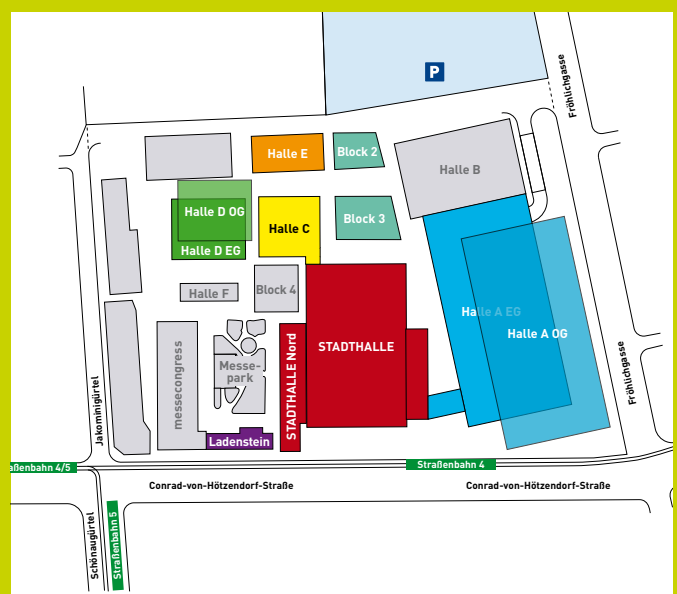 P
Fröhlichgasse
Halle E
Block 2
Halle B
Halle D OG
Halle D EG
Halle C
Block 3
Halle F
Block 4
Halle A EG
Halle A OG
STADTHALLE
STADTHALLE Nord
Messe-
park
messecongress
Ladenstein
Jakominigürtel
Fröhlichgasse
aßenbahn 4/5
Straßenbahn 4
Conrad-von-Hötzendorf-Straße
Conrad-von-Hötzendorf-Straße
Schönaugürtel
Straßenbahn 5